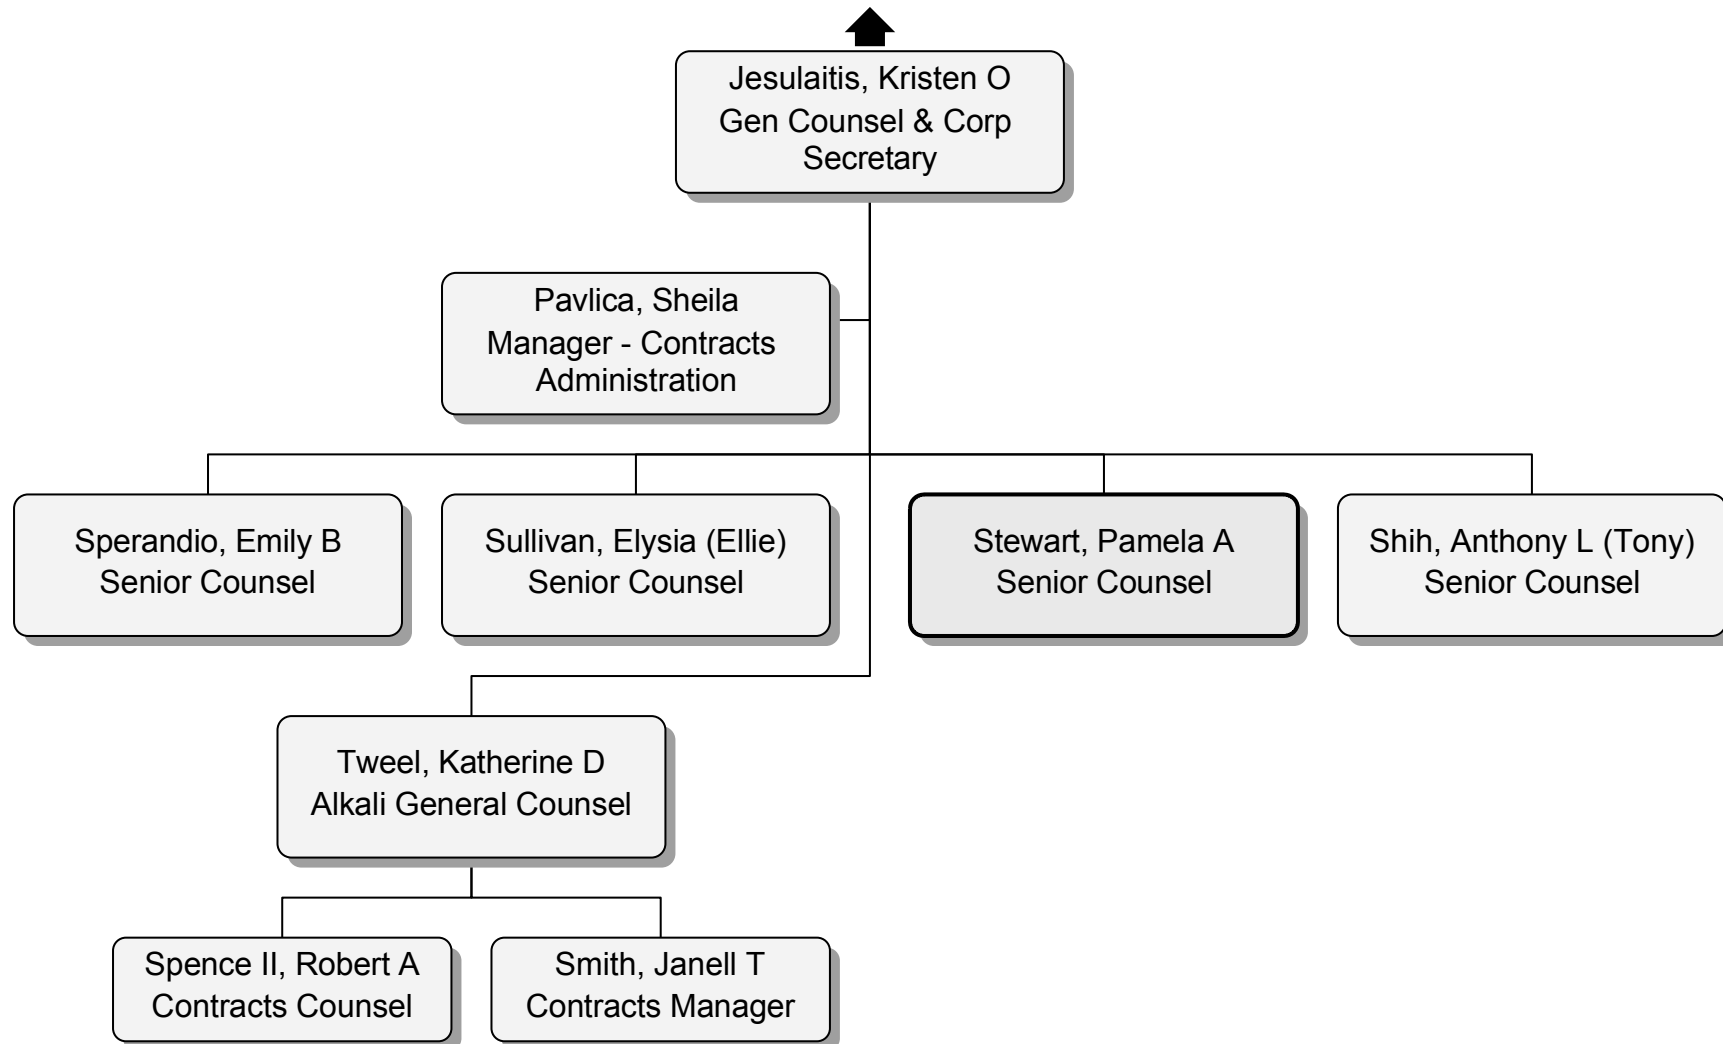 Jesulaitis, Kristen O
Gen Counsel & Corp
Secretary
Pavlica, Sheila
Manager - Contracts
Administration
Sperandio, Emily B
Senior Counsel
Sullivan, Elysia (Ellie)
Senior Counsel
Stewart, Pamela A
Senior Counsel
Shih, Anthony L (Tony)
Senior Counsel
Tweel, Katherine D
Alkali General Counsel
Spence II, Robert A
Contracts Counsel
Smith, Janell T
Contracts Manager